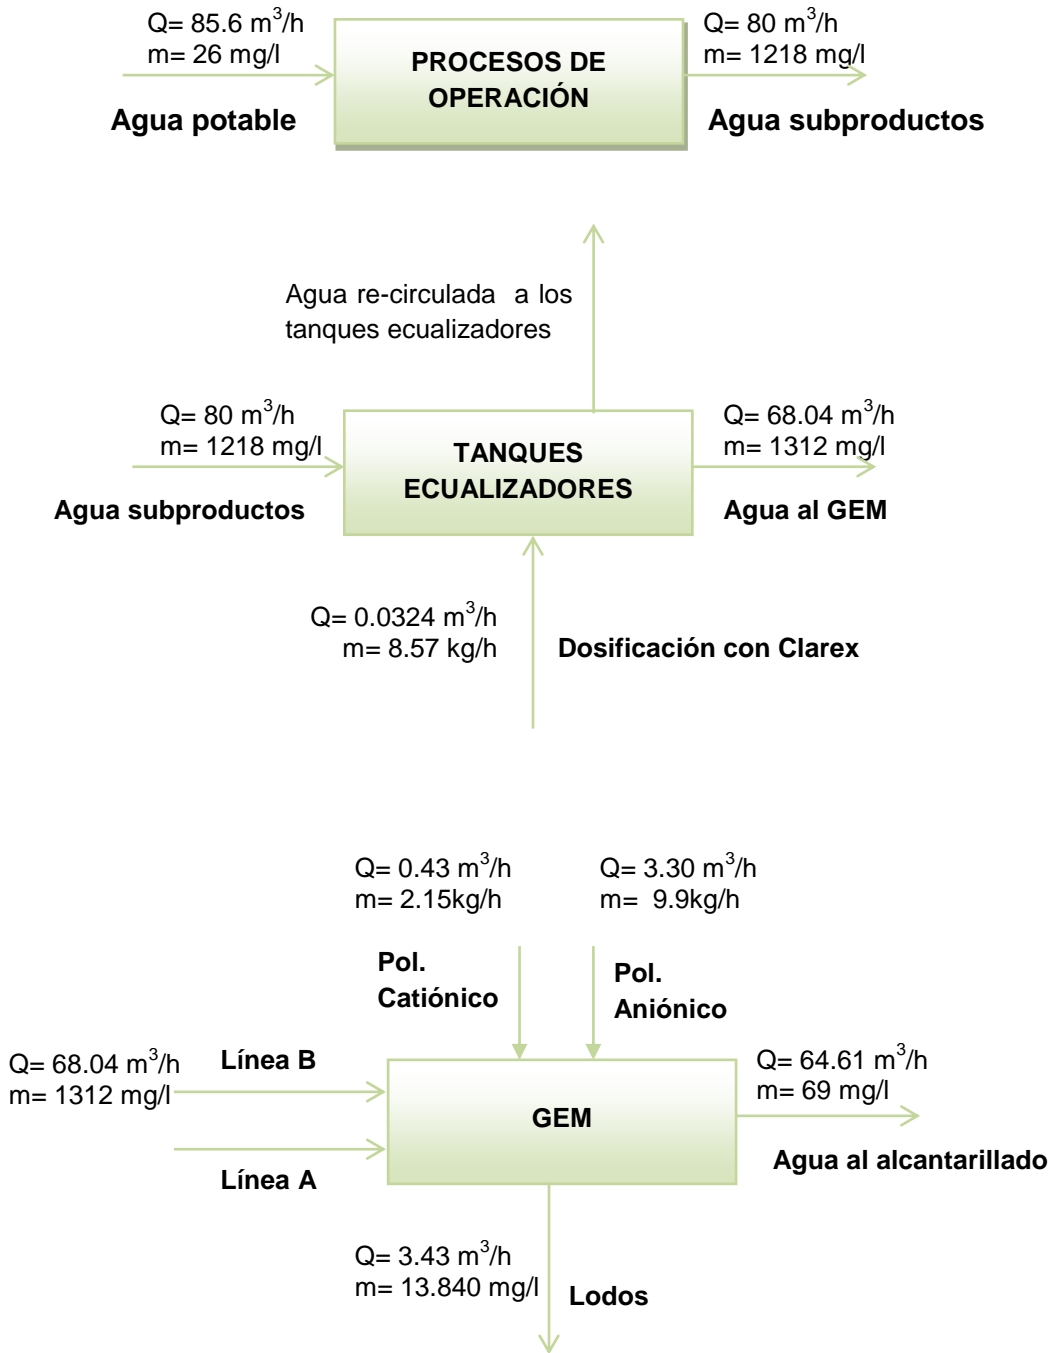 Q= 85.6 m³/h
m= 26 mg/l
Agua potable
PROCESOS DE
OPERACIÓN
Q= 80 m³/h
m= 1218 mg/l
Agua subproductos
Agua re-circulada a los
tanques ecualizadores
Q= 80 m³/h
m= 1218 mg/l
Agua subproductos
TANQUES
ECUALIZADORES
Q= 68.04 m³/h
m= 1312 mg/l
Agua al GEM
Q= 0.0324 m³/h
m= 8.57 kg/h
Dosificación con Clarex
Q= 0.43 m³/h
m= 2.15kg/h
Q= 3.30 m³/h
m= 9.9kg/h
Pol.
Catiónico
Pol.
Aniónico
Q= 68.04 m³/h
m= 1312 mg/l
Línea B
Línea A
GEM
Q= 64.61 m³/h
m= 69 mg/l
Agua al alcantarillado
Q= 3.43 m³/h
m= 13.840 mg/l
Lodos